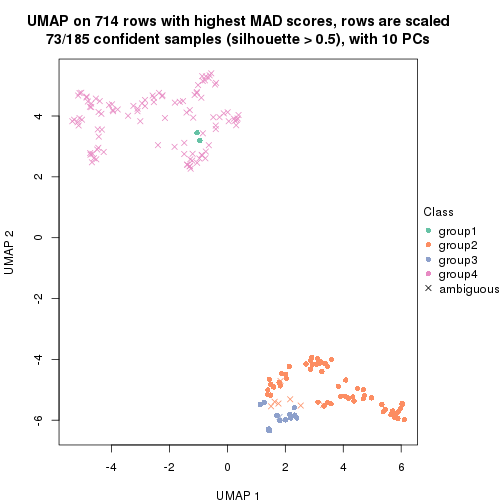 UMAP on 714 rows with highest MAD scores, rows are scaled
73/185 confident samples (silhouette > 0.5), with 10 PCs
4
2
0
-2
-4
-6
UMAP 2
-4
-2
0
2
4
6
UMAP 1
Class
group1
group2
group3
group4
ambiguous